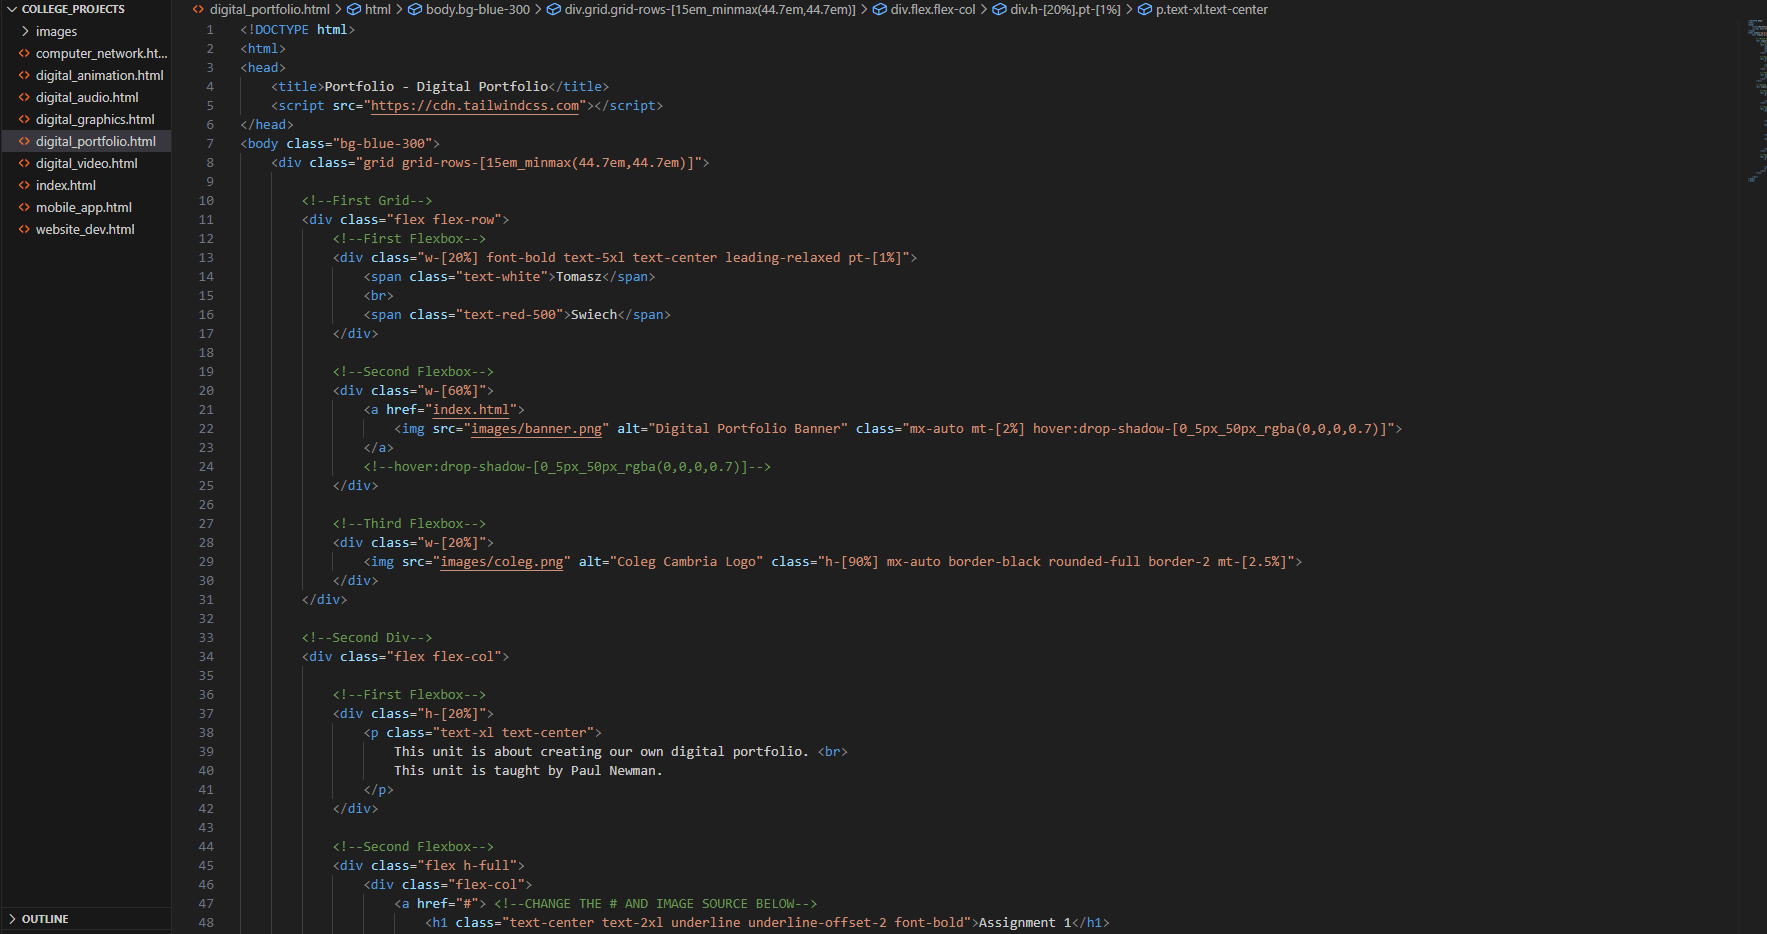 COLLEGE_PROJECTS
images
computer_network.ht...
digital_animation.html
digital_audio.html
digital_graphics.html
digital_portfolio.html
digital_video.html
index.html
mobile_app.html
website_dev.html
OUTLINE
digital_portfolio.html > html > body.bg-blue-300 > div.grid.grid-rows-[15em_minmax(44.7em,44.7em)] > div.flex.flex-col > div.h-[20%].pt-[1%] > p.text-xl.text-center
1 <!DOCTYPE html>
2 <html>
3 <head>
4 <title>Portfolio - Digital Portfolio</title>
5 <script src="https://cdn.tailwindcss.com"></script>
6 </head>
7 <body class="bg-blue-300">
8 <div class="grid grid-rows-[15em_minmax(44.7em,44.7em)]">
9
10 <!--First Grid-->
11 <div class="flex flex-row">
12 <!--First Flexbox-->
13 <div class="w-[20%] font-bold text-5xl text-center leading-relaxed pt-[1%]">
14 <span class="text-white">Tomasz</span>
15 <br>
16 <span class="text-red-500">Swiech</span>
17 </div>
18
19 <!--Second Flexbox-->
20 <div class="w-[60%]">
21 <a href="index.html">
22 <img src="images/banner.png" alt="Digital Portfolio Banner" class="mx-auto mt-[2%] hover:drop-shadow-[0_5px_50px_rgba(0,0,0,0.7)]">
23 </a>
24 <!--hover:drop-shadow-[0_5px_50px_rgba(0,0,0,0.7)]-->
25 </div>
26
27 <!--Third Flexbox-->
28 <div class="w-[20%]">
29 <img src="images/coleg.png" alt="Coleg Cambria Logo" class="h-[90%] mx-auto border-black rounded-full border-2 mt-[2.5%]">
30 </div>
31 </div>
32
33 <!--Second Div-->
34 <div class="flex flex-col">
35
36 <!--First Flexbox-->
37 <div class="h-[20%]">
38 <p class="text-xl text-center">
39 This unit is about creating our own digital portfolio. <br>
40 This unit is taught by Paul Newman.
41 </p>
42 </div>
43
44 <!--Second Flexbox-->
45 <div class="flex h-full">
46 <div class="flex-col">
47 <a href="#"> <!--CHANGE THE # AND IMAGE SOURCE BELOW-->
48 <h1 class="text-center text-2xl underline underline-offset-2 font-bold">Assignment 1</h1>